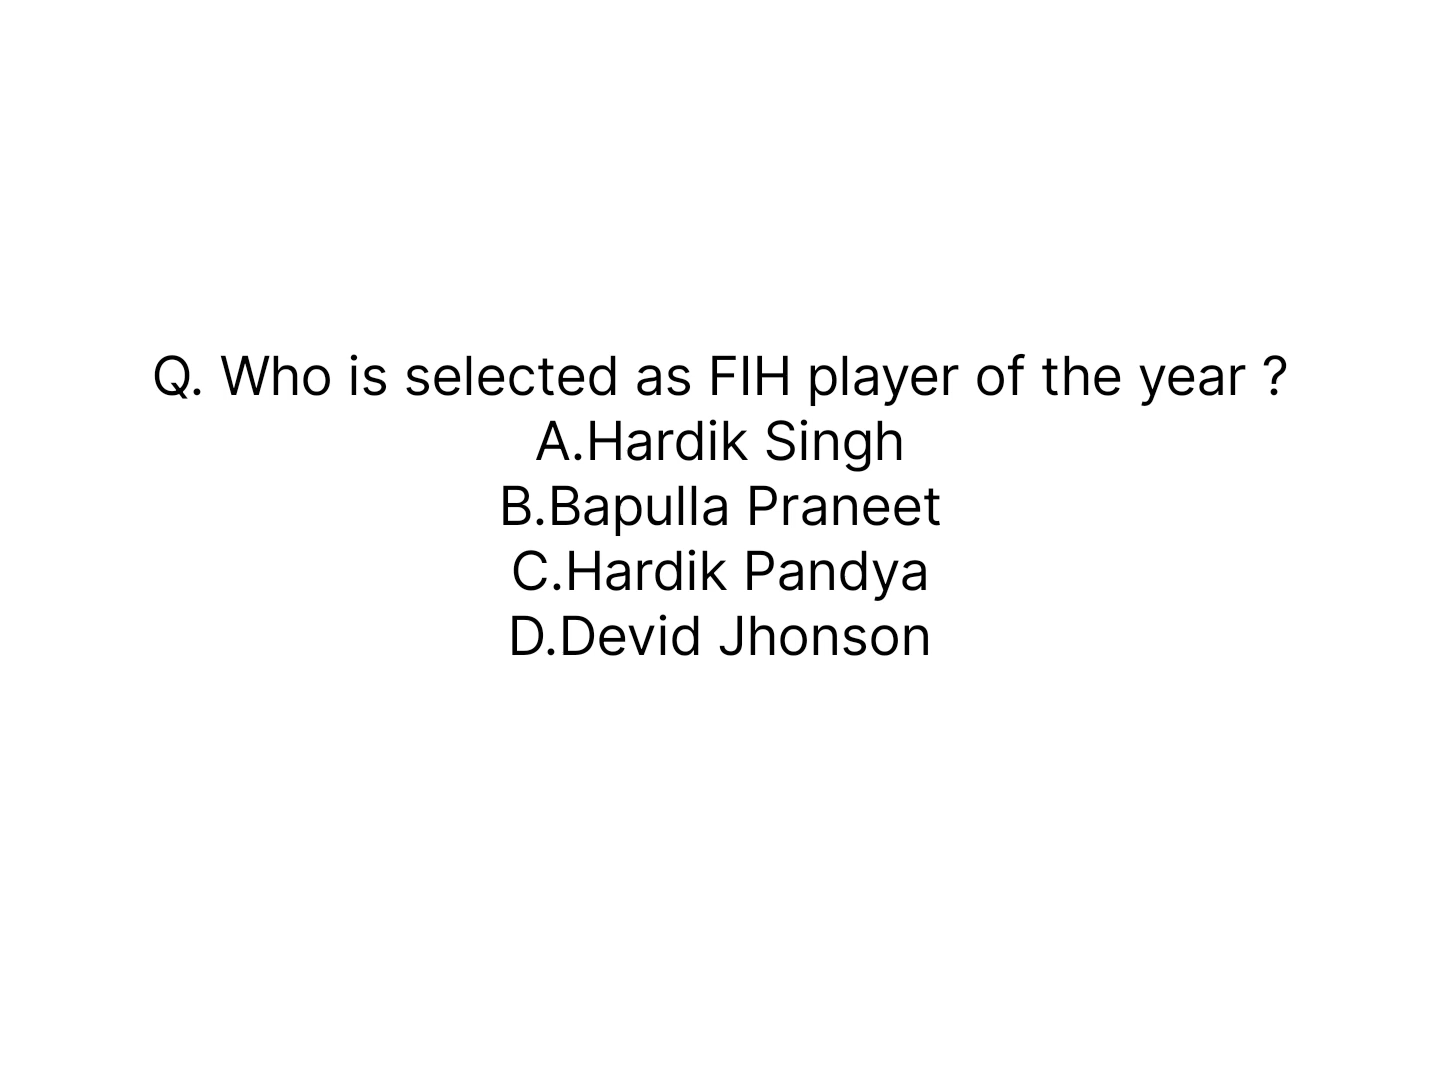 Q. Who is selected as FIH player of the year ?
A.Hardik Singh
B.Bapulla Praneet
C.Hardik Pandya
D.Devid Jhonson